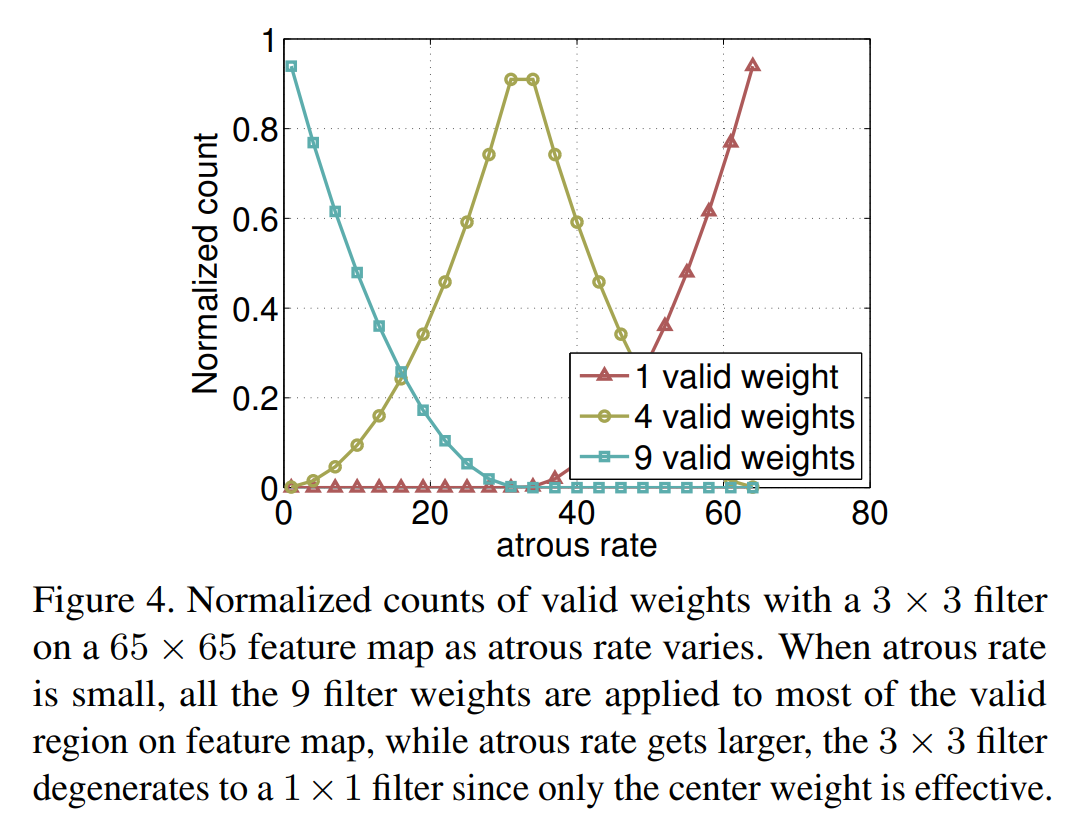 1
0.8
0.6
0.4
0.2
0
Normalized count
0 20 40 60 80
atrous rate
1 valid weight
4 valid weights
9 valid weights
Figure 4. Normalized counts of valid weights with a 3 × 3 filter
on a 65 × 65 feature map as atrous rate varies. When atrous rate
is small, all the 9 filter weights are applied to most of the valid
region on feature map, while atrous rate gets larger, the 3 × 3 filter
degenerates to a 1 × 1 filter since only the center weight is effective.